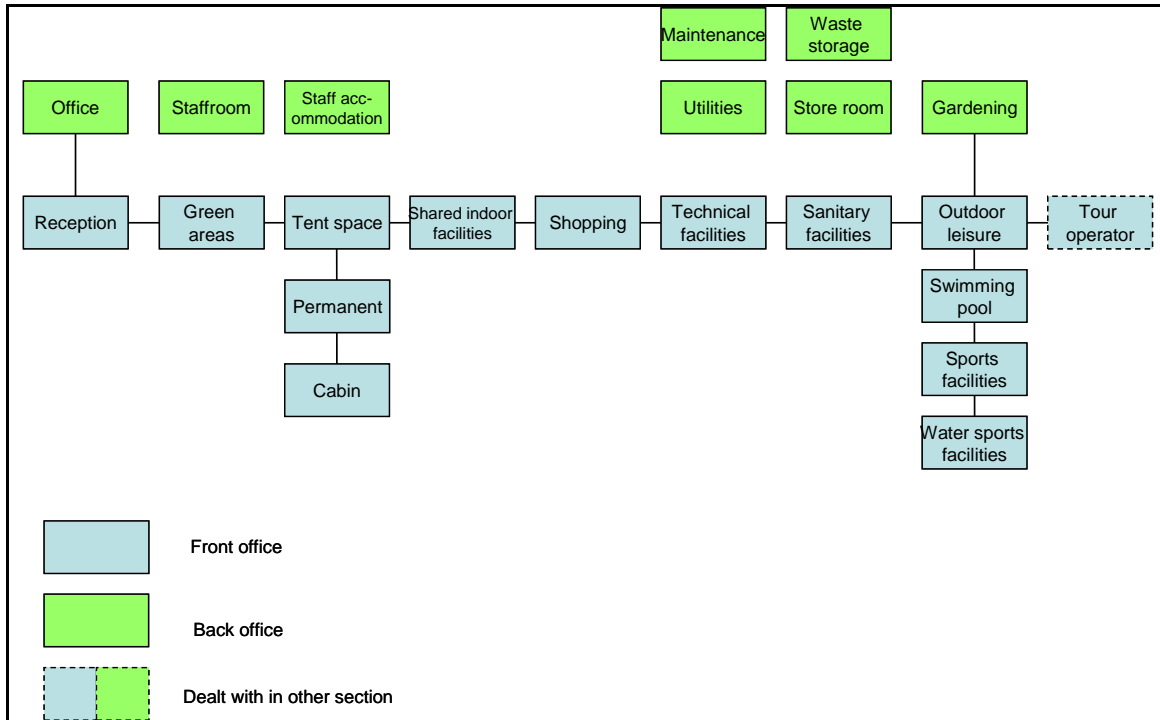 Maintenance
Waste
storage
Office
Staffroom
Staff acc-
ommodation
Utilities
Store room
Gardening
Reception
Green
areas
Tent space
Shared indoor
facilities
Shopping
Technical
facilities
Sanitary
facilities
Outdoor
leisure
Tour
operator
Permanent
Swimming
pool
Cabin
Sports
facilities
Water sports
facilities
Front office
Back office
Dealt with in other section